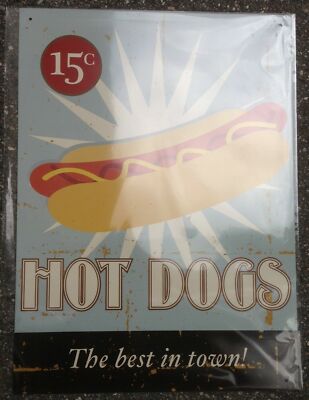 15c
HOT DOGS
The best in town!